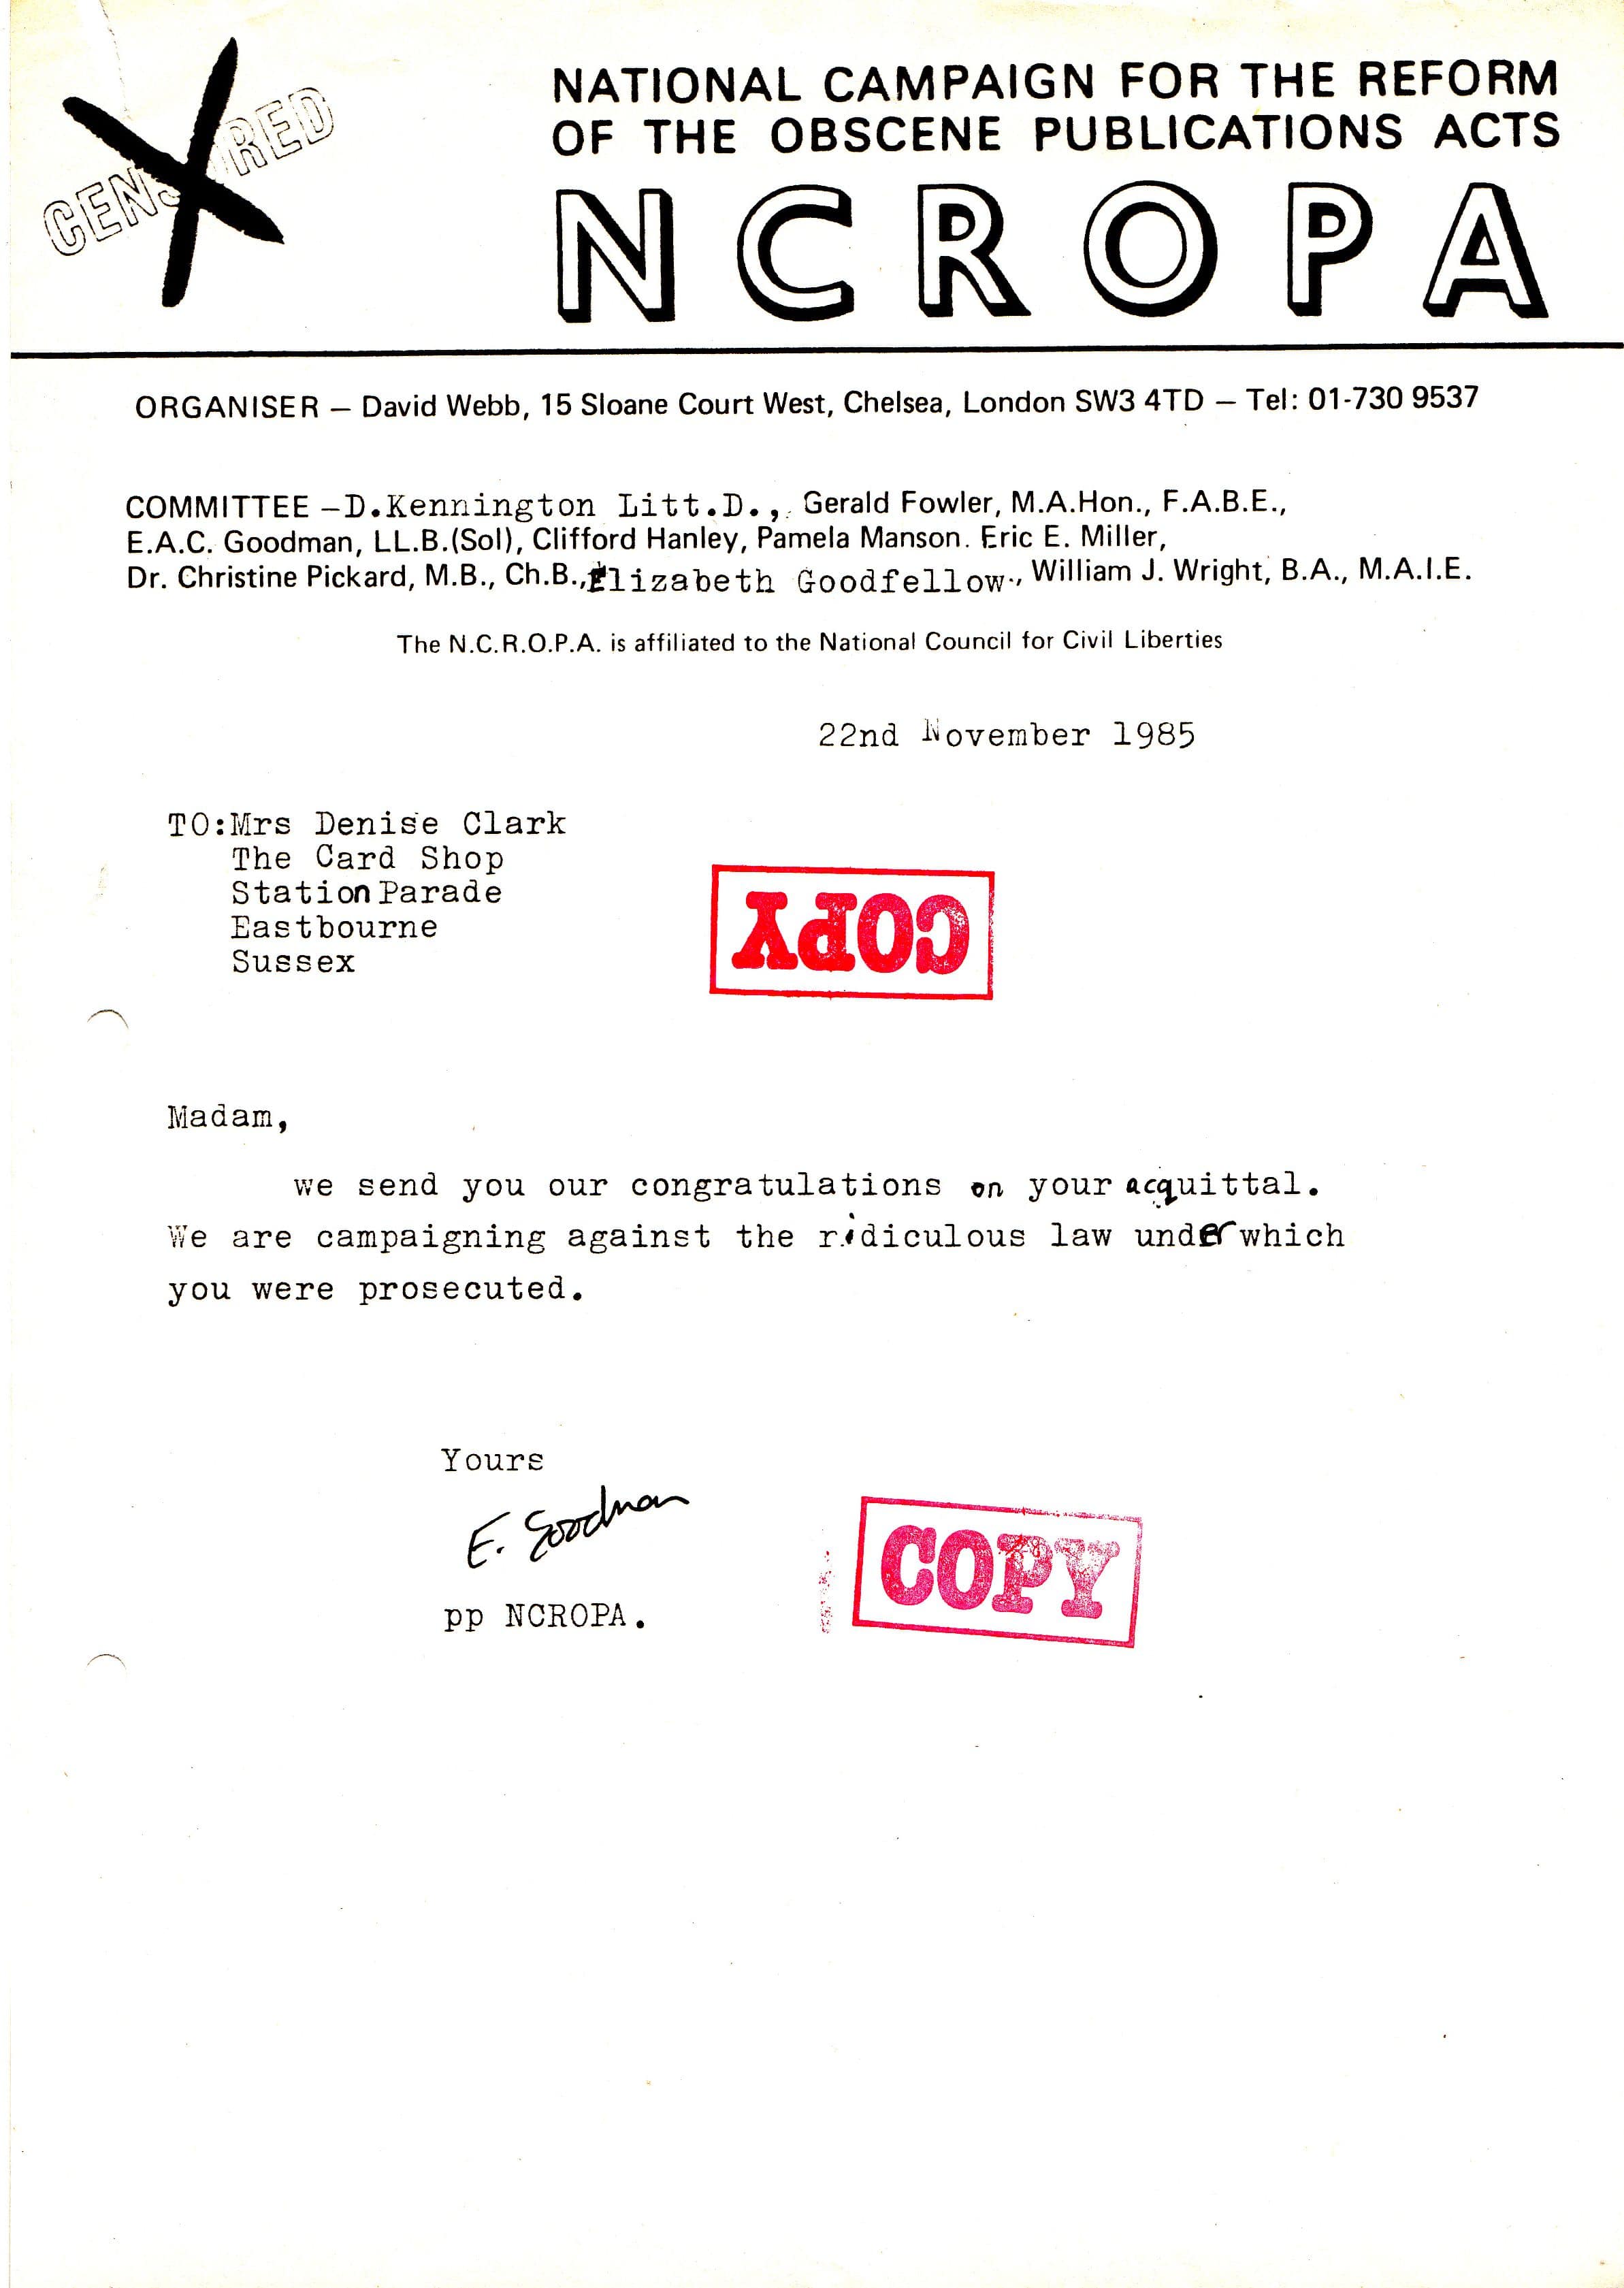 CENSORED
NATIONAL CAMPAIGN FOR THE REFORM
OF THE OBSCENE PUBLICATIONS ACTS
NCROPA
ORGANISER – David Webb, 15 Sloane Court West, Chelsea, London SW3 4TD – Tel: 01-730 9537
COMMITTEE –D.Kennington Litt.D., Gerald Fowler, M.A.Hon., F.A.B.E.,
E.A.C. Goodman, LL.B.(Sol), Clifford Hanley, Pamela Manson. Eric E. Miller,
Dr. Christine Pickard, M.B., Ch.B.,Elizabeth Goodfellow., William J. Wright, B.A., M.A.I.E.
The N.C.R.O.P.A. is affiliated to the National Council for Civil Liberties
22nd November 1985
TO:Mrs Denise Clark
The Card Shop
Station Parade
Eastbourne
Sussex
COPY
Madam,
we send you our congratulations on your acquittal.
We are campaigning against the ridiculous law under which
you were prosecuted.
Yours
E. Goodman
COPY
pp NCROPA.